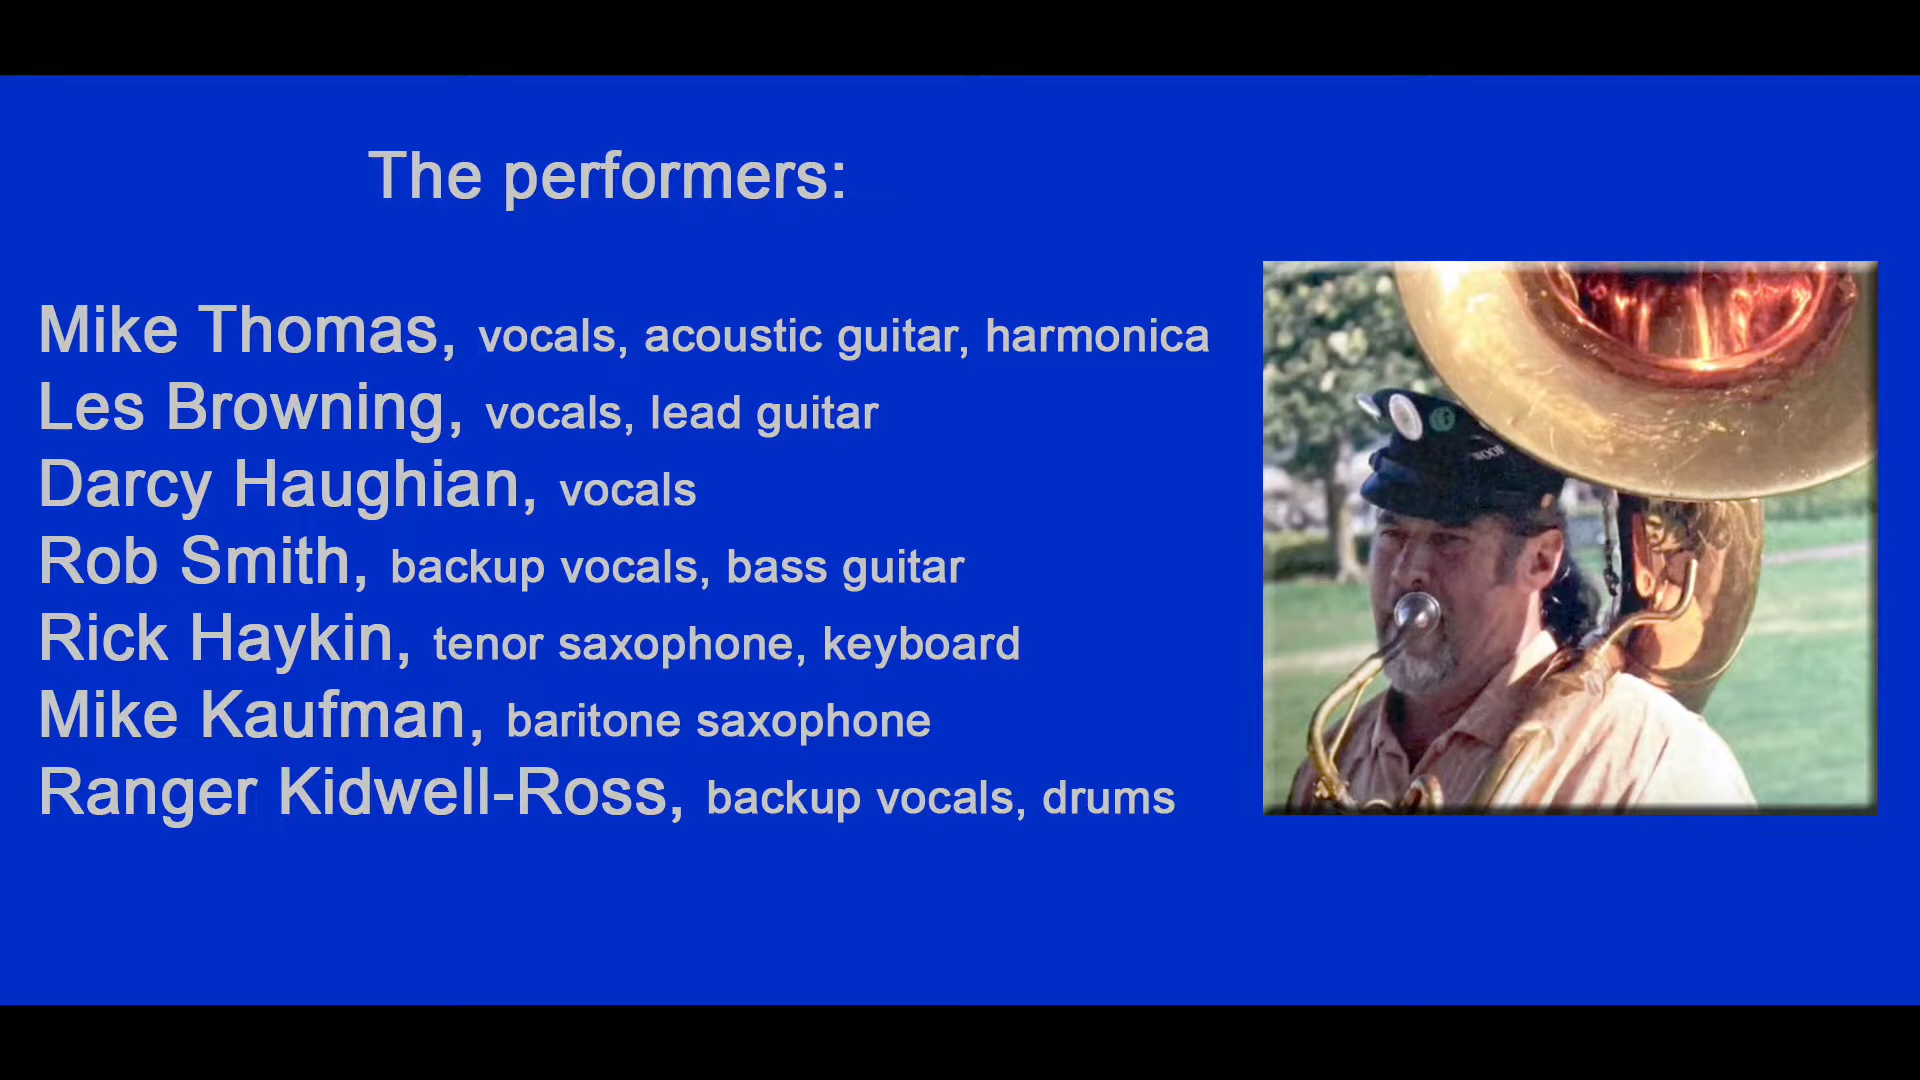 The performers:
Mike Thomas, vocals, acoustic guitar, harmonica
Les Browning, vocals, lead guitar
Darcy Haughian, vocals
Rob Smith, backup vocals, bass guitar
Rick Haykin, tenor saxophone, keyboard
Mike Kaufman, baritone saxophone
Ranger Kidwell-Ross, backup vocals, drums